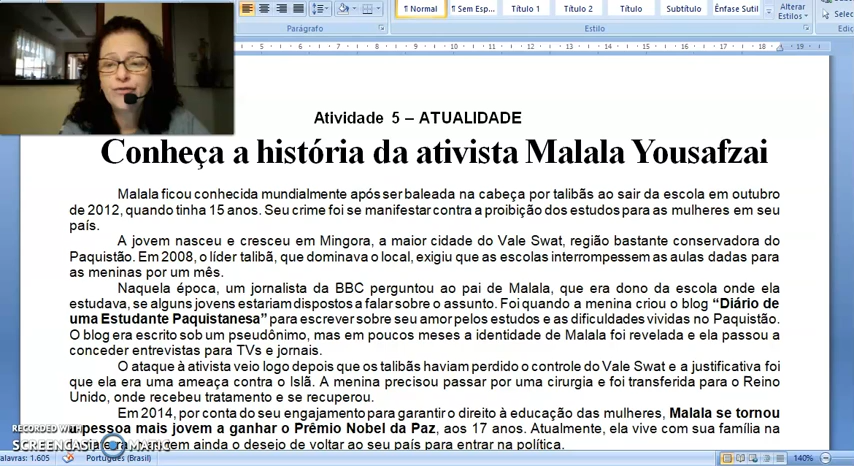 Normal
Sem Esp...
Título 1
Título 2
Título
Subtítulo
Ênfase Sutil
Alterar
Estilos
Selec
Parágrafo
Estilo
Ediç
Atividade 5 – ATUALIDADE
Conheça a história da ativista Malala Yousafzai
Malala ficou conhecida mundialmente após ser baleada na cabeça por talibãs ao sair da escola em outubro
de 2012, quando tinha 15 anos. Seu crime foi se manifestar contra a proibição dos estudos para as mulheres em seu
país.
A jovem nasceu e cresceu em Mingora, a maior cidade do Vale Swat, região bastante conservadora do
Paquistão. Em 2008, o líder talibã, que dominava o local, exigiu que as escolas interrompessem as aulas dadas para
as meninas por um mês.
Naquela época, um jornalista da BBC perguntou ao pai de Malala, que era dono da escola onde ela
estudava, se alguns jovens estariam dispostos a falar sobre o assunto. Foi quando a menina criou o blog “Diário de
uma Estudante Paquistanesa” para escrever sobre seu amor pelos estudos e as dificuldades vividas no Paquistão.
O blog era escrito sob um pseudônimo, mas em poucos meses a identidade de Malala foi revelada e ela passou a
conceder entrevistas para TVs e jornais.
O ataque à ativista veio logo depois que os talibãs haviam perdido o controle do Vale Swat e a justificativa foi
que ela era uma ameaça contra o Islã. A menina precisou passar por uma cirurgia e foi transferida para o Reino
Unido, onde recebeu tratamento e se recuperou.
Em 2014, por conta do seu engajamento para garantir o direito à educação das mulheres, Malala se tornou
a pessoa mais jovem a ganhar o Prêmio Nobel da Paz, aos 17 anos. Atualmente, ela vive com sua família na
ainda o desejo de voltar ao seu país para entrar na política.
RECORDED WITH
SCREENCAST MATIC
alavras: 1.605
Português (Brasil)
140%